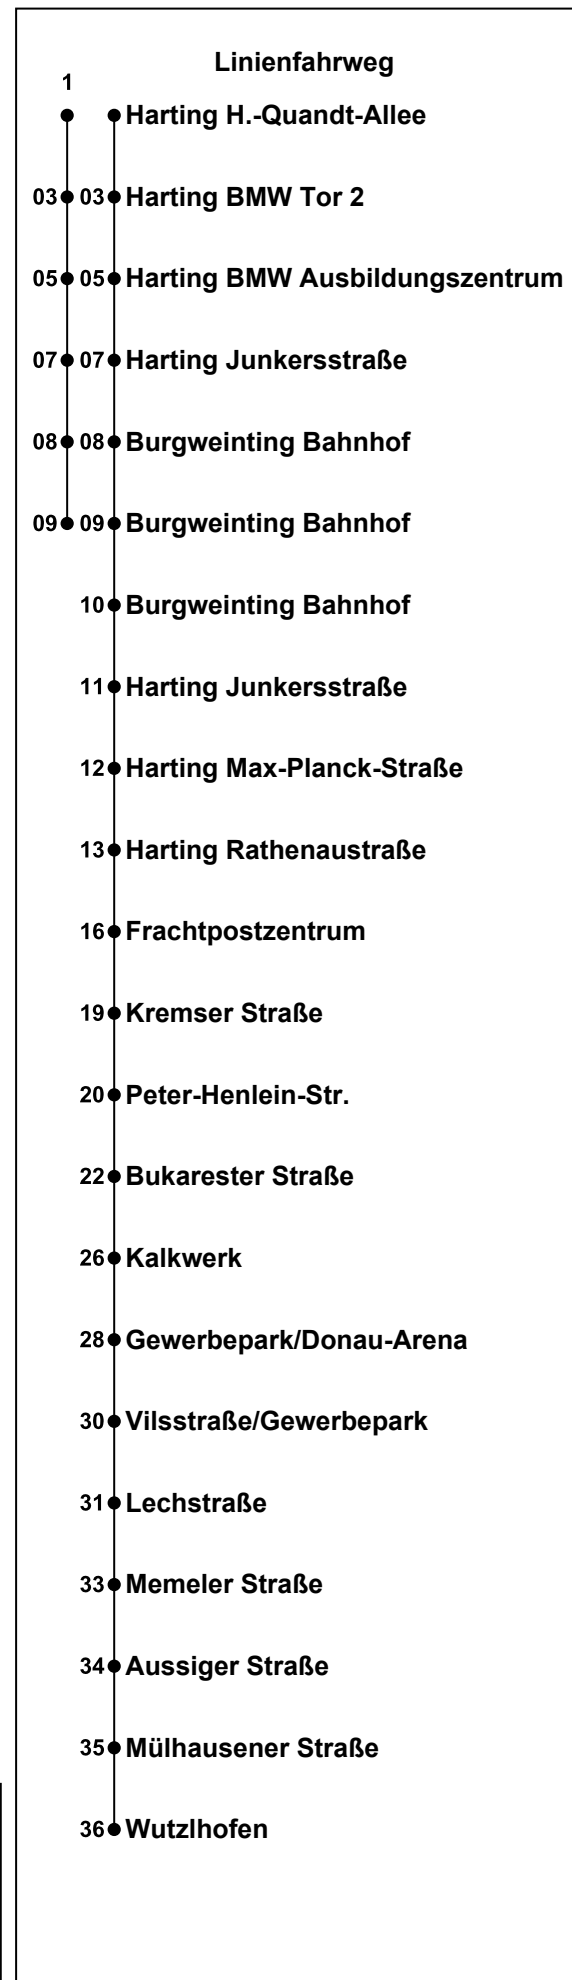 Linienfahrweg
1
Harting H.-Quandt-Allee
03 03 Harting BMW Tor 2
05 05 Harting BMW Ausbildungszentrum
07 07 Harting Junkersstraße
08 08 Burgweinting Bahnhof
09 09 Burgweinting Bahnhof
10 Burgweinting Bahnhof
11 Harting Junkersstraße
12 Harting Max-Planck-Straße
13 Harting Rathenaustraße
16 Frachtpostzentrum
19 Kremser Straße
20 Peter-Henlein-Str.
22 Bukarester Straße
26 Kalkwerk
28 Gewerbepark/Donau-Arena
30 Vilsstraße/Gewerbepark
31 Lechstraße
33 Memeler Straße
34 Aussiger Straße
35 Mülhausener Straße
36 Wutzlhofen